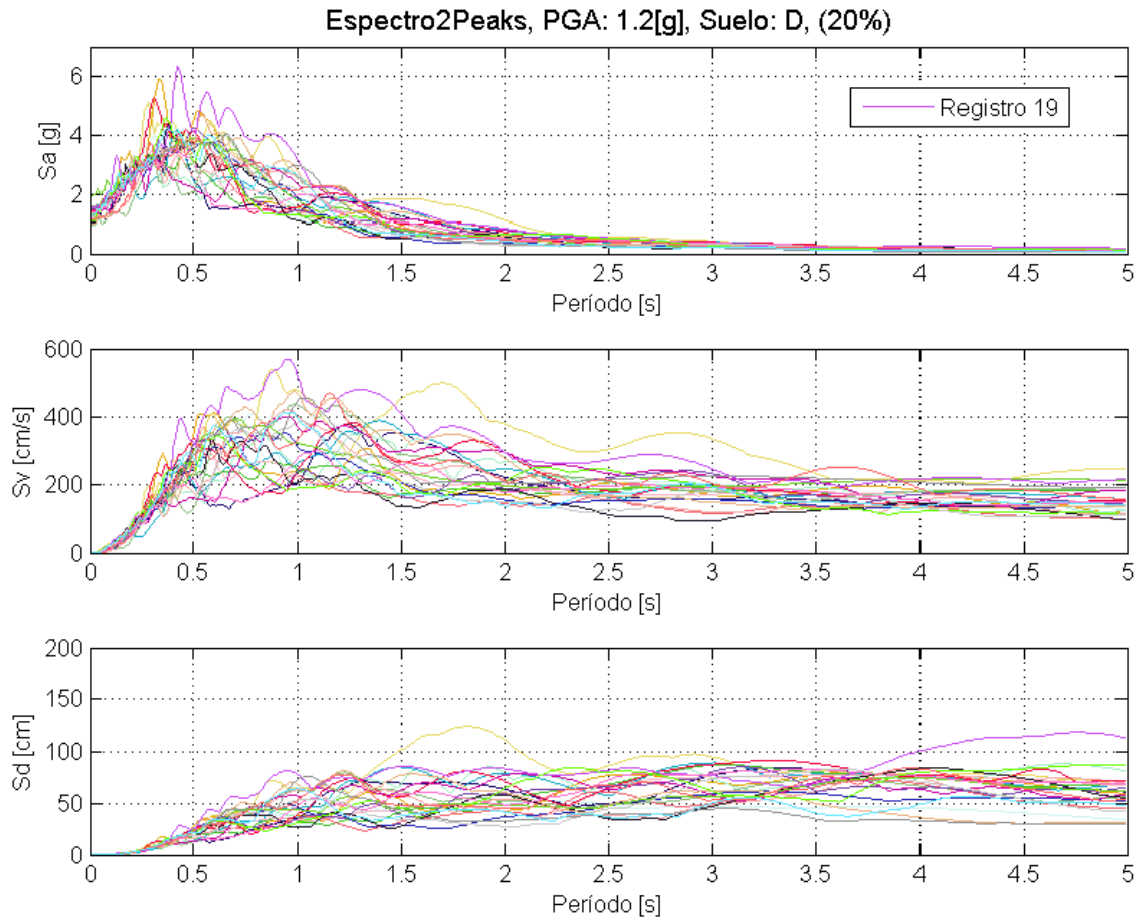 Espectro2Peaks, PGA: 1.2[g], Suelo: D, (20%)
Sa [g]
6
4
2
0
Registro 19
0 0.5 1 1.5 2 2.5 3 3.5 4 4.5 5
Período [s]
Sv [cm/s]
600
400
200
0
0 0.5 1 1.5 2 2.5 3 3.5 4 4.5 5
Período [s]
Sd [cm]
200
150
100
50
0
0 0.5 1 1.5 2 2.5 3 3.5 4 4.5 5
Período [s]